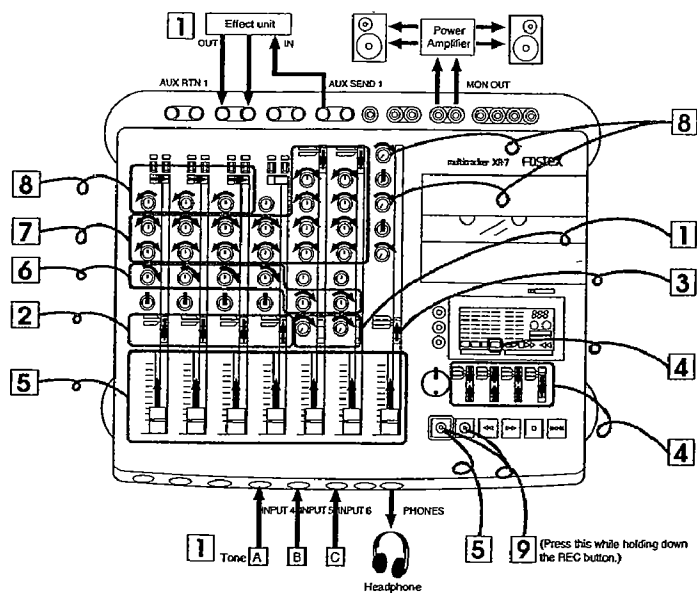 1
Effect unit
OUT
IN
Power
Amplifier
AUX RTN 1
AUX SEND 1
MON OUT
multitracker XR-7 FOSTEX
8
8
7
1
6
3
2
4
5
4
INPUT 4 INPUT 5 INPUT 6
PHONES
1
Tone A B C
5
9 (Press this while holding down
the REC button.)
Headphone